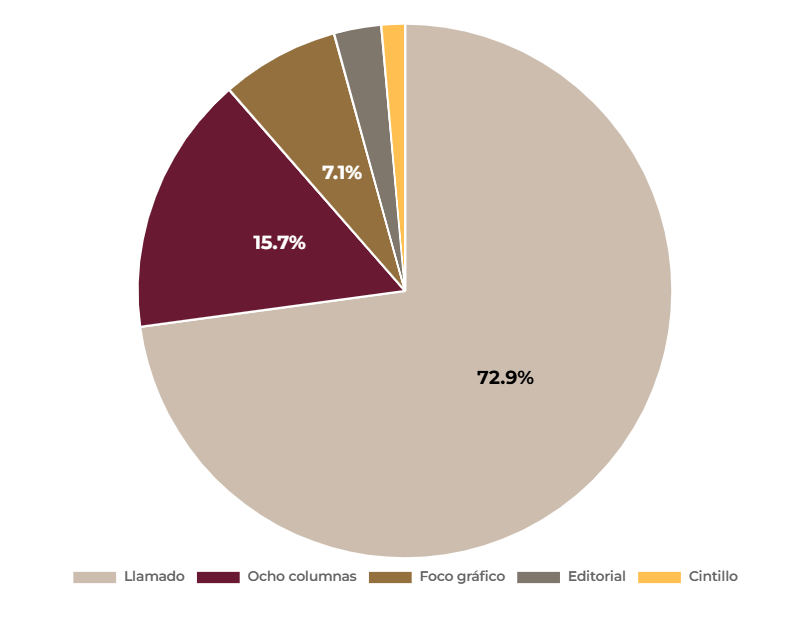 7.1%
15.7%
72.9%
Llamado Ocho columnas Foco gráfico Editorial Cintillo